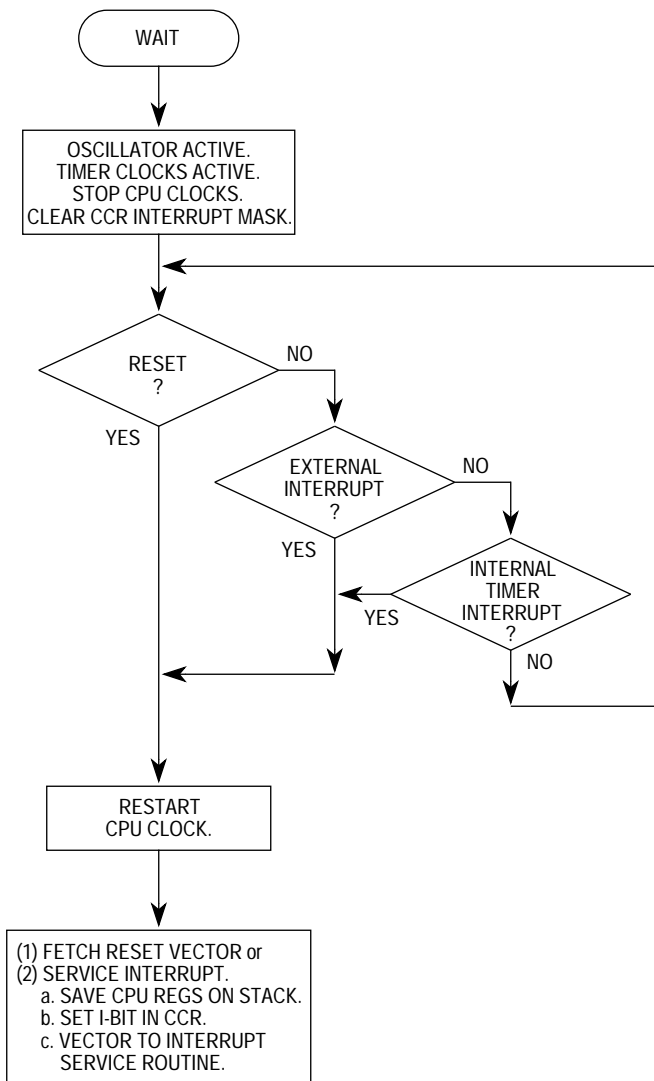 WAIT
OSCILLATOR ACTIVE.
TIMER CLOCKS ACTIVE.
STOP CPU CLOCKS.
CLEAR CCR INTERRUPT MASK.
RESET
?
NO
YES
EXTERNAL
INTERRUPT
?
NO
YES
INTERNAL
TIMER
INTERRUPT
?
YES
NO
RESTART
CPU CLOCK.
(1) FETCH RESET VECTOR or
(2) SERVICE INTERRUPT.
a. SAVE CPU REGS ON STACK.
b. SET I-BIT IN CCR.
c. VECTOR TO INTERRUPT
SERVICE ROUTINE.